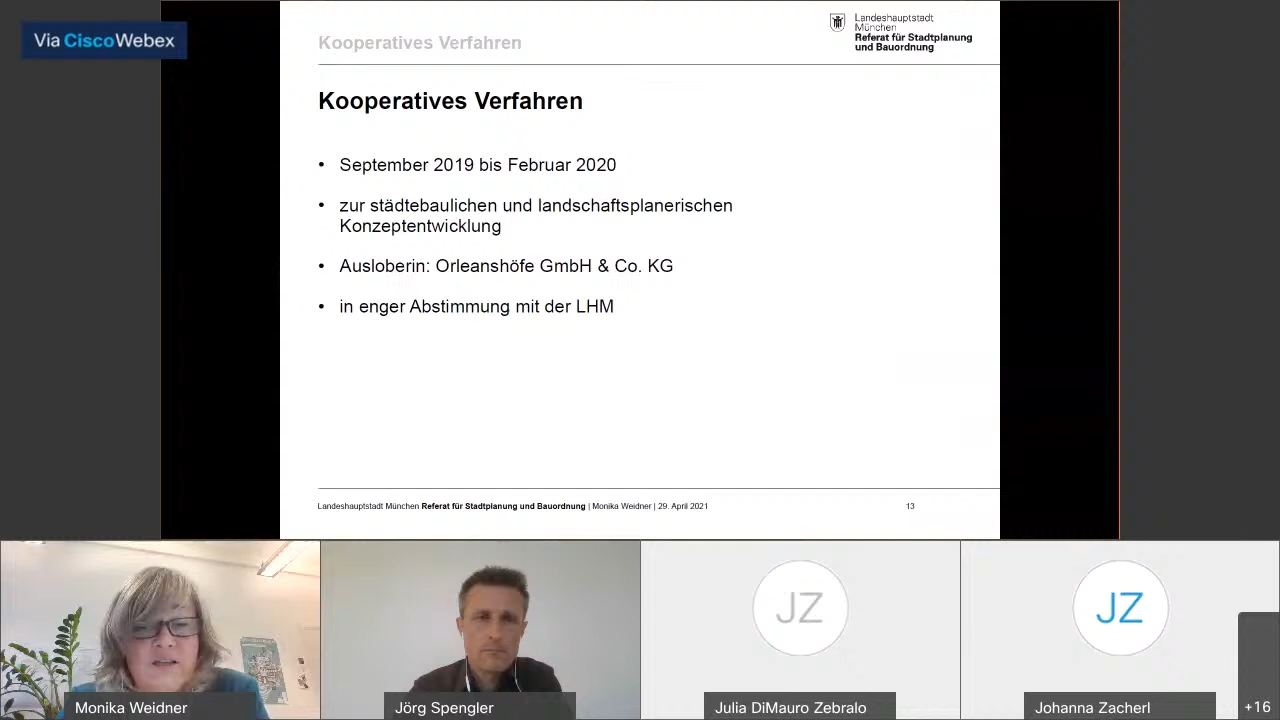 Via CiscoWebex
Kooperatives Verfahren
Landeshauptstadt
München
Referat für Stadtplanung
und Bauordnung
Kooperatives Verfahren
• September 2019 bis Februar 2020
• zur städtebaulichen und landschaftsplanerischen
Konzeptentwicklung
• Ausloberin: Orleanshöfe GmbH & Co. KG
• in enger Abstimmung mit der LHM
Landeshauptstadt München Referat für Stadtplanung und Bauordnung | Monika Weidner | 29. April 2021
13
JZ
JZ
Monika Weidner
Jörg Spengler
Julia DiMauro Zebralo
Johanna Zacherl
+16